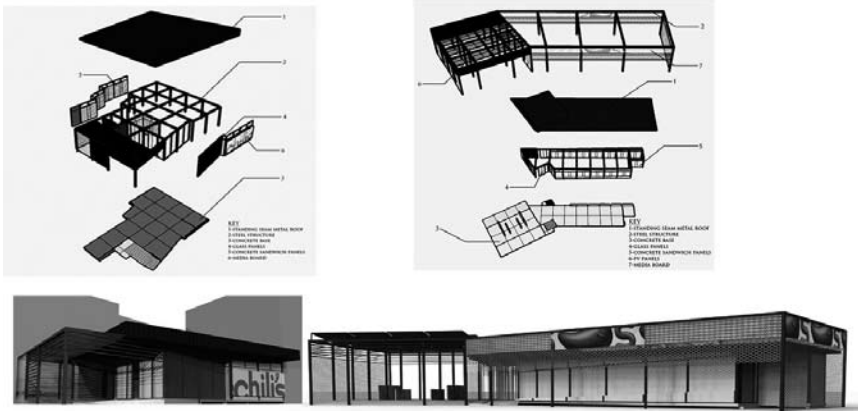 1
3
2
4
6
7
KEY
1-STANDING SEAM METAL ROOF
2-STEEL STRUCTURE
3-CONCRETE BASE
4-GLASS PANELS
5-CONCRETE SANDWICH PANELS
6-MEDIA BOARD
2
7
6
1
5
4
3
KEY
1-STANDING SEAM METAL ROOF
2-STEEL STRUCTURE
3-CONCRETE BASE
4-GLASS PANELS
5-CONCRETE SANDWICH PANELS
6-PV PANELS
7-MEDIA BOARD
chili's